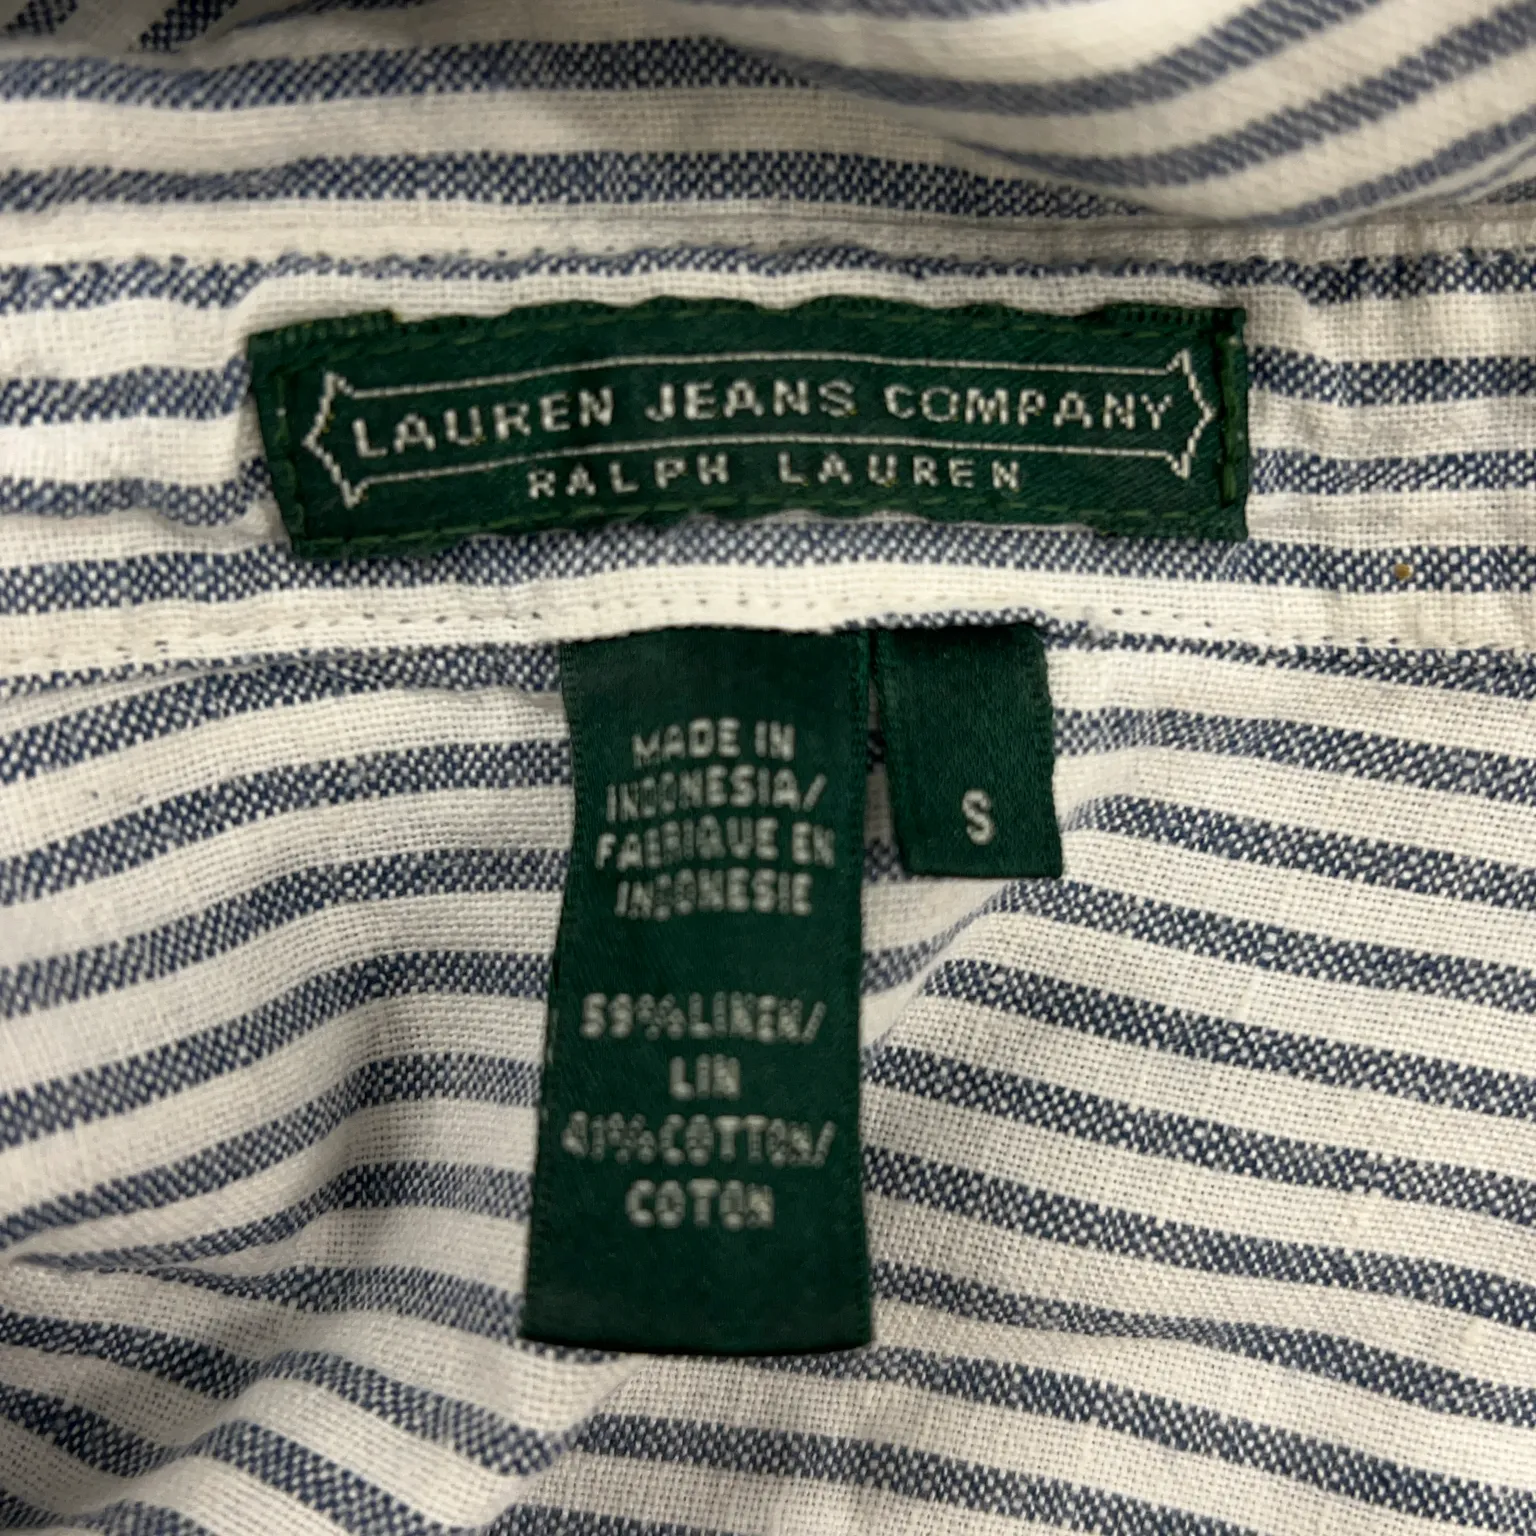 LAUREN JEANS COMPANY
RALPH LAUREN
MADE IN
INDONESIA/
FABRIQUE EN
INDONESIE
S
59%LINEN/
LIN
41%COTTON/
COTON